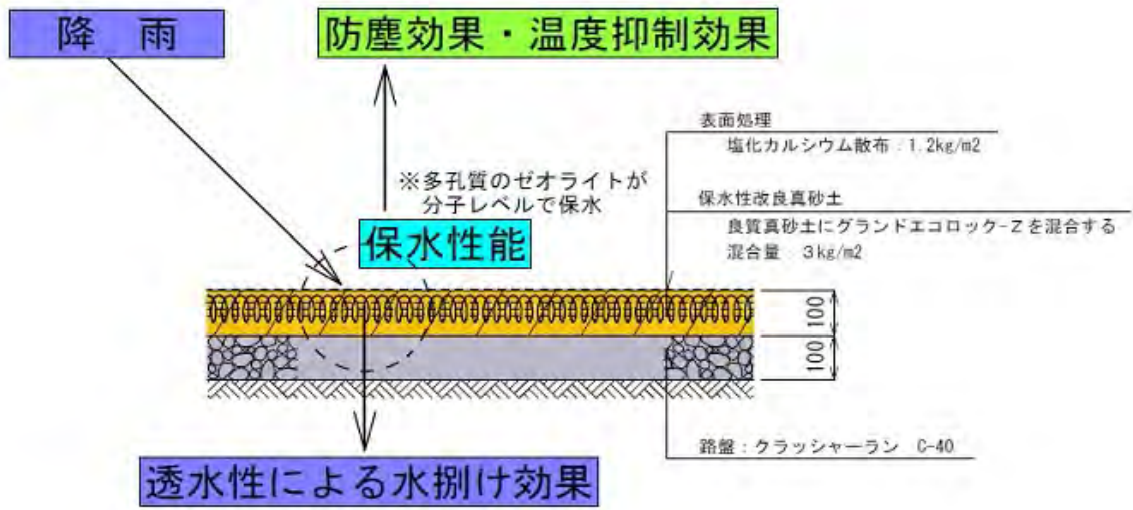 降　雨
防塵効果・温度抑制効果
表面処理
塩化カルシウム散布：1.2kg/m2
※多孔質のゼオライトが
分子レベルで保水
保水性能
保水性改良真砂土
良質真砂土にグランドエコロック-Zを混合する
混合量：3kg/m2
100
100
路盤：クラッシャーラン　C-40
透水性による水捌け効果